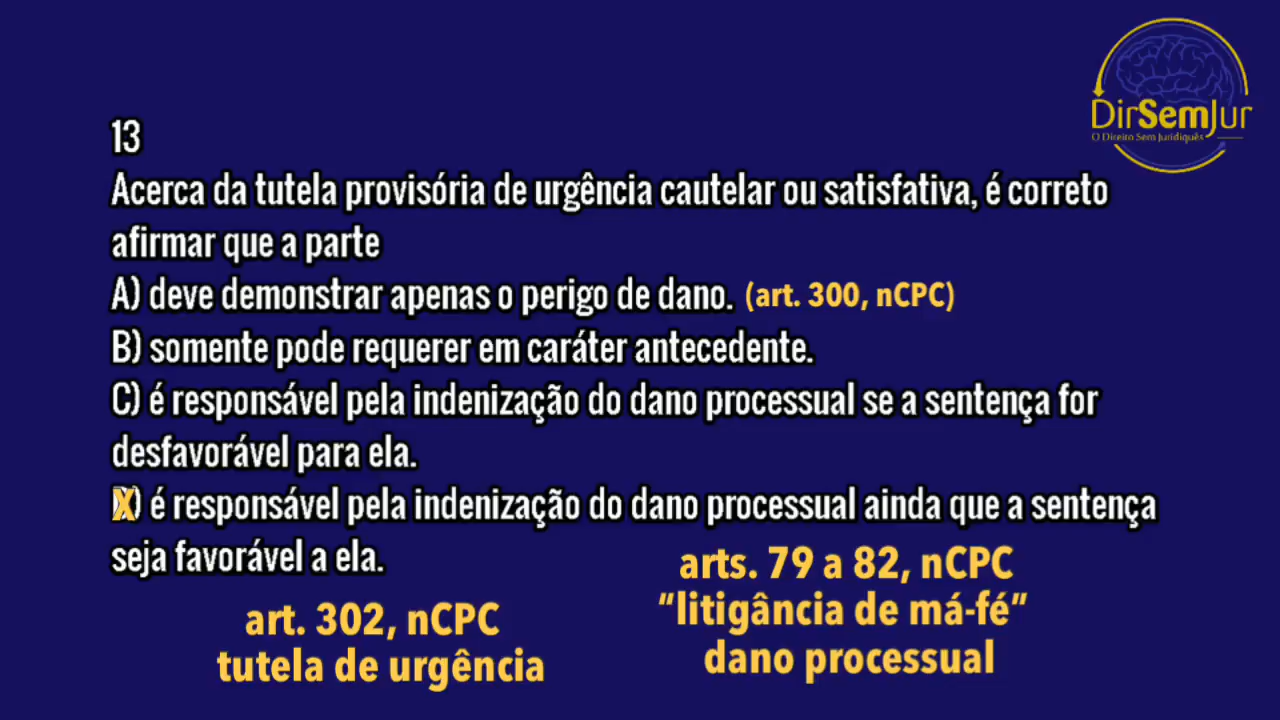 DirSemJur
O Direiro Sem Juridiquês
13
Acerca da tutela provisória de urgência cautelar ou satisfativa, é correto
afirmar que a parte
A) deve demonstrar apenas o perigo de dano. (art. 300, nCPC)
B) somente pode requerer em caráter antecedente.
C) é responsável pela indenização do dano processual se a sentença for
desfavorável para ela.
X) é responsável pela indenização do dano processual ainda que a sentença
seja favorável a ela.
arts. 79 a 82, nCPC
"litigância de má-fé"
dano processual
art. 302, nCPC
tutela de urgência